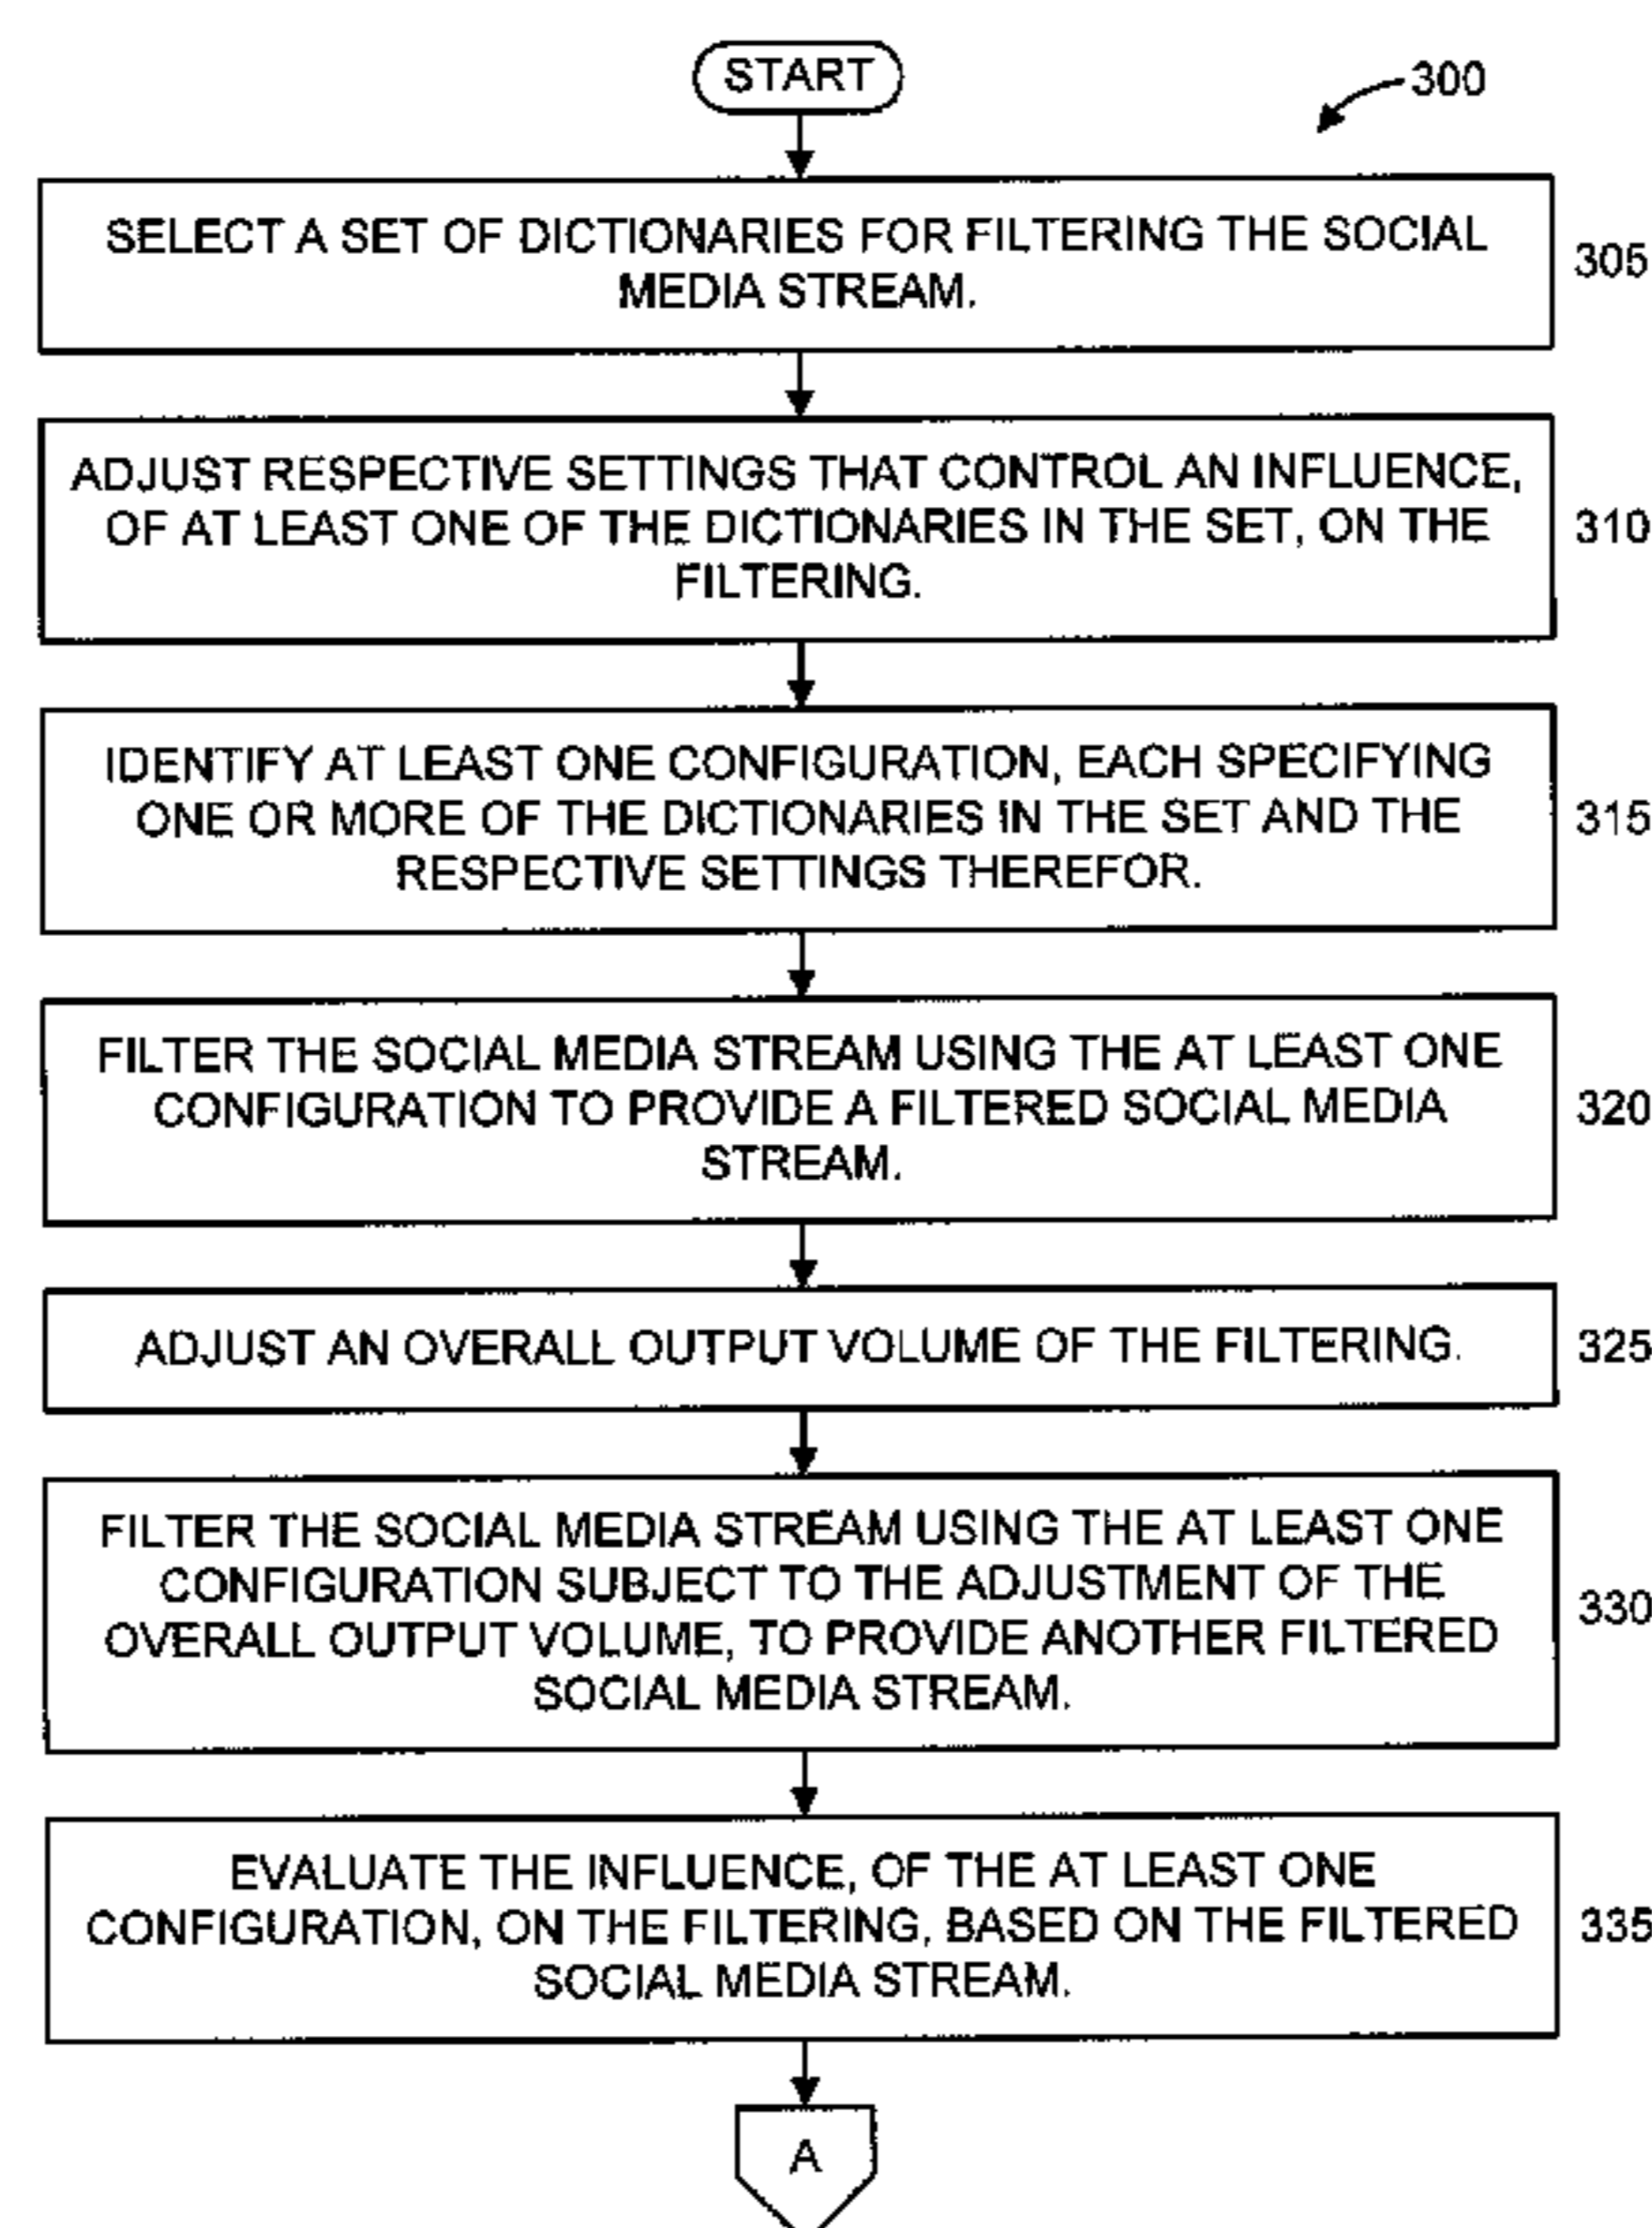 START
300
SELECT A SET OF DICTIONARIES FOR FILTERING THE SOCIAL
MEDIA STREAM.
305
ADJUST RESPECTIVE SETTINGS THAT CONTROL AN INFLUENCE,
OF AT LEAST ONE OF THE DICTIONARIES IN THE SET, ON THE
FILTERING.
310
IDENTIFY AT LEAST ONE CONFIGURATION, EACH SPECIFYING
ONE OR MORE OF THE DICTIONARIES IN THE SET AND THE
RESPECTIVE SETTINGS THEREFOR.
315
FILTER THE SOCIAL MEDIA STREAM USING THE AT LEAST ONE
CONFIGURATION TO PROVIDE A FILTERED SOCIAL MEDIA
STREAM.
320
ADJUST AN OVERALL OUTPUT VOLUME OF THE FILTERING.
325
FILTER THE SOCIAL MEDIA STREAM USING THE AT LEAST ONE
CONFIGURATION SUBJECT TO THE ADJUSTMENT OF THE
OVERALL OUTPUT VOLUME, TO PROVIDE ANOTHER FILTERED
SOCIAL MEDIA STREAM.
330
EVALUATE THE INFLUENCE, OF THE AT LEAST ONE
CONFIGURATION, ON THE FILTERING, BASED ON THE FILTERED
SOCIAL MEDIA STREAM.
335
A